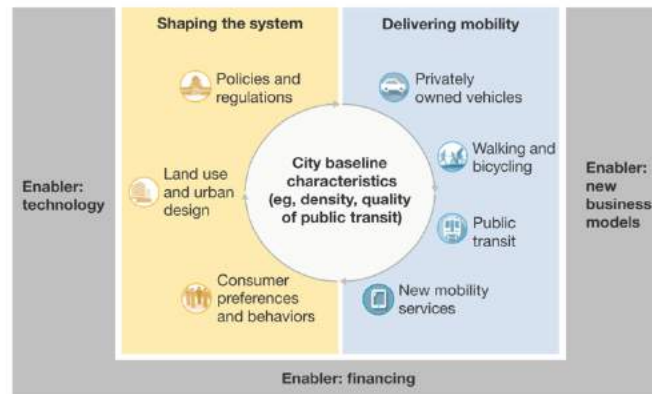 Shaping the system
Delivering mobility
Policies and
regulations
Privately
owned vehicles
Enabler:
technology
Land use
and urban
design
City baseline
characteristics
(eg, density, quality
of public transit)
Walking and
bicycling
Public
transit
Enabler:
new
business
models
Consumer
preferences
and behaviors
New mobility
services
Enabler: financing